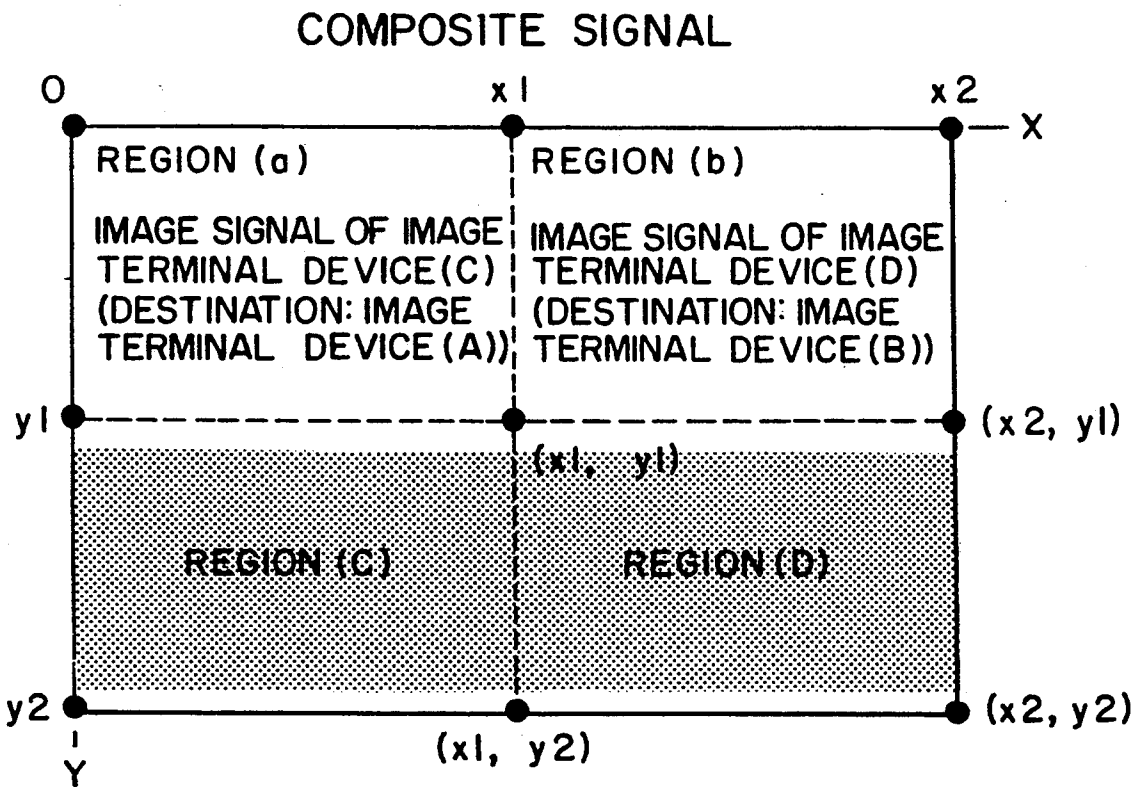 COMPOSITE SIGNAL
0 x1 x2
X
REGION (a)
IMAGE SIGNAL OF IMAGE
TERMINAL DEVICE(C)
(DESTINATION: IMAGE
TERMINAL DEVICE(A))
REGION (b)
IMAGE SIGNAL OF IMAGE
TERMINAL DEVICE(D)
(DESTINATION: IMAGE
TERMINAL DEVICE(B))
y1
(x2, y1)
(x1, y1)
REGION (C)
REGION (D)
y2
(x2, y2)
(x1, y2)
Y